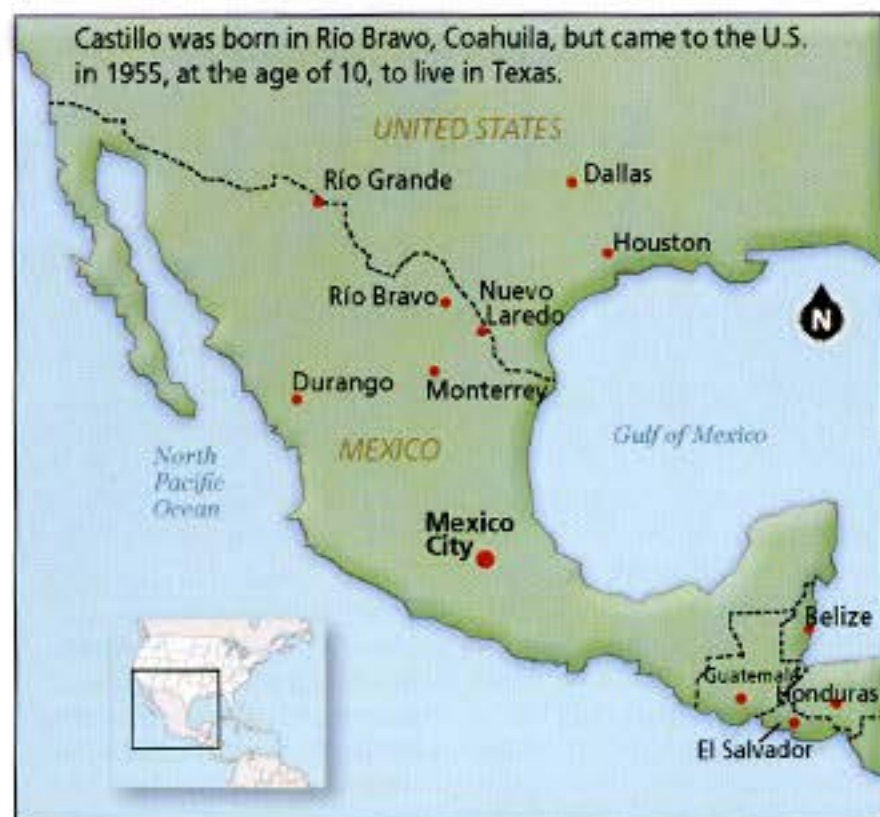 Castillo was born in Río Bravo, Coahuila, but came to the U.S.
in 1955, at the age of 10, to live in Texas.
UNITED STATES
Río Grande
Dallas
Houston
Río Bravo
Nuevo
Laredo
N
Durango
Monterrey
MEXICO
Gulf of Mexico
North
Pacific
Ocean
Mexico
City
Belize
Guatemala
Honduras
El Salvador